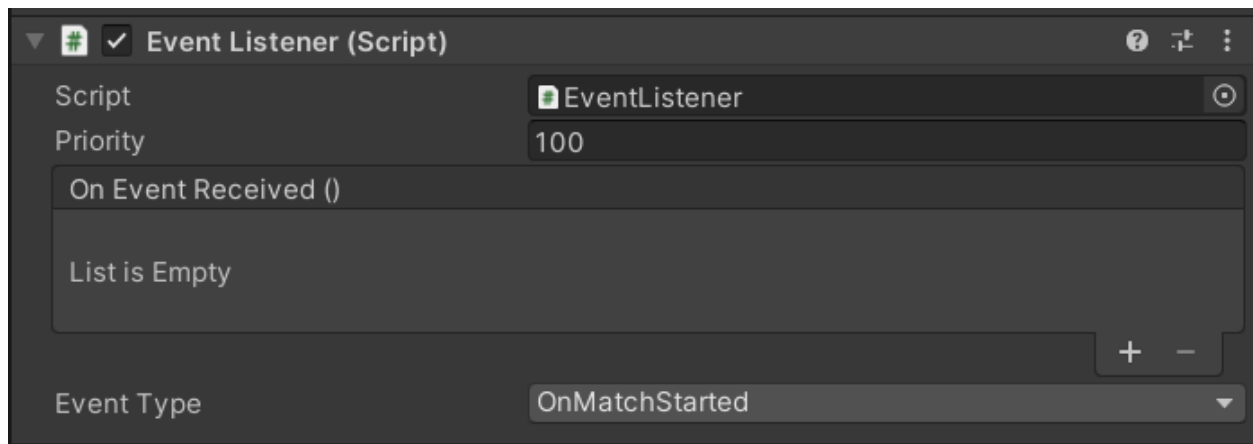 Event Listener (Script)
Script EventListener
Priority 100
On Event Received ()
List is Empty
Event Type OnMatchStarted